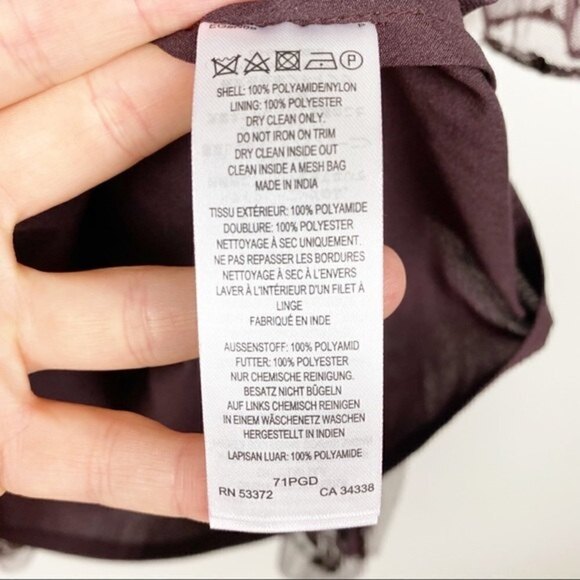 P
SHELL: 100% POLYAMIDE/NYLON
LINING: 100% POLYESTER
DRY CLEAN ONLY.
DO NOT IRON ON TRIM
DRY CLEAN INSIDE OUT
CLEAN INSIDE A MESH BAG
MADE IN INDIA
TISSU EXTÉRIEUR: 100% POLYAMIDE
DOUBLURE: 100% POLYESTER
NETTOYAGE À SEC UNIQUEMENT.
NE PAS REPASSER LES BORDURES
NETTOYAGE À SEC À L'ENVERS
LAVER À L'INTÉRIEUR D'UN FILET À
LINGE
FABRIQUÉ EN INDE
AUSSENSTOFF: 100% POLYAMID
FUTTER: 100% POLYESTER
NUR CHEMISCHE REINIGUNG.
BESATZ NICHT BÜGELN
AUF LINKS CHEMISCH REINIGEN
IN EINEM WÄSCHENETZ WASCHEN
HERGESTELLT IN INDIEN
LAPISAN LUAR: 100% POLYAMIDE
71PGD
RN 53372 CA 34338